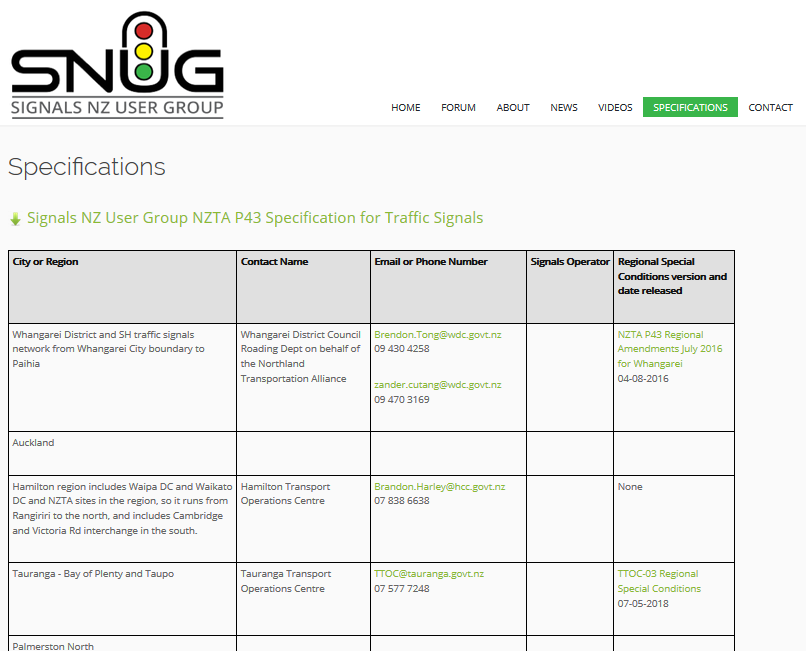 SNUG
SIGNALS NZ USER GROUP
HOME FORUM ABOUT NEWS VIDEOS SPECIFICATIONS CONTACT
Specifications
Signals NZ User Group NZTA P43 Specification for Traffic Signals
City or Region
Contact Name
Email or Phone Number
Signals Operator
Regional Special
Conditions version and
date released
Whangarei District and SH traffic signals
network from Whangarei City boundary to
Paihia
Whangarei District Council
Roading Dept on behalf of
the Northland
Transportation Alliance
Brendon.Tong@wdc.govt.nz
09 430 4258
zander.cutang@wdc.govt.nz
09 470 3169
NZTA P43 Regional
Amendments July 2016
for Whangarei
04-08-2016
Auckland
Hamilton region includes Waipa DC and Waikato
DC and NZTA sites in the region, so it runs from
Rangiriri to the north, and includes Cambridge
and Victoria Rd interchange in the south.
Hamilton Transport
Operations Centre
Brandon.Harley@hcc.govt.nz
07 838 6638
None
Tauranga - Bay of Plenty and Taupo
Tauranga Transport
Operations Centre
TTOC@tauranga.govt.nz
07 577 7248
TTOC-03 Regional
Special Conditions
07-05-2018
Palmerston North